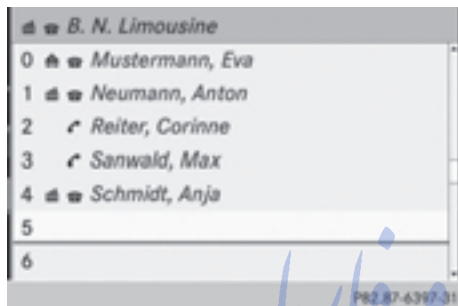 B. N. Limousine
0 Mustermann, Eva
1 Neumann, Anton
2 Reiter, Corinne
3 Sanwald, Max
4 Schmidt, Anja
5
6
P82.87-6397-31